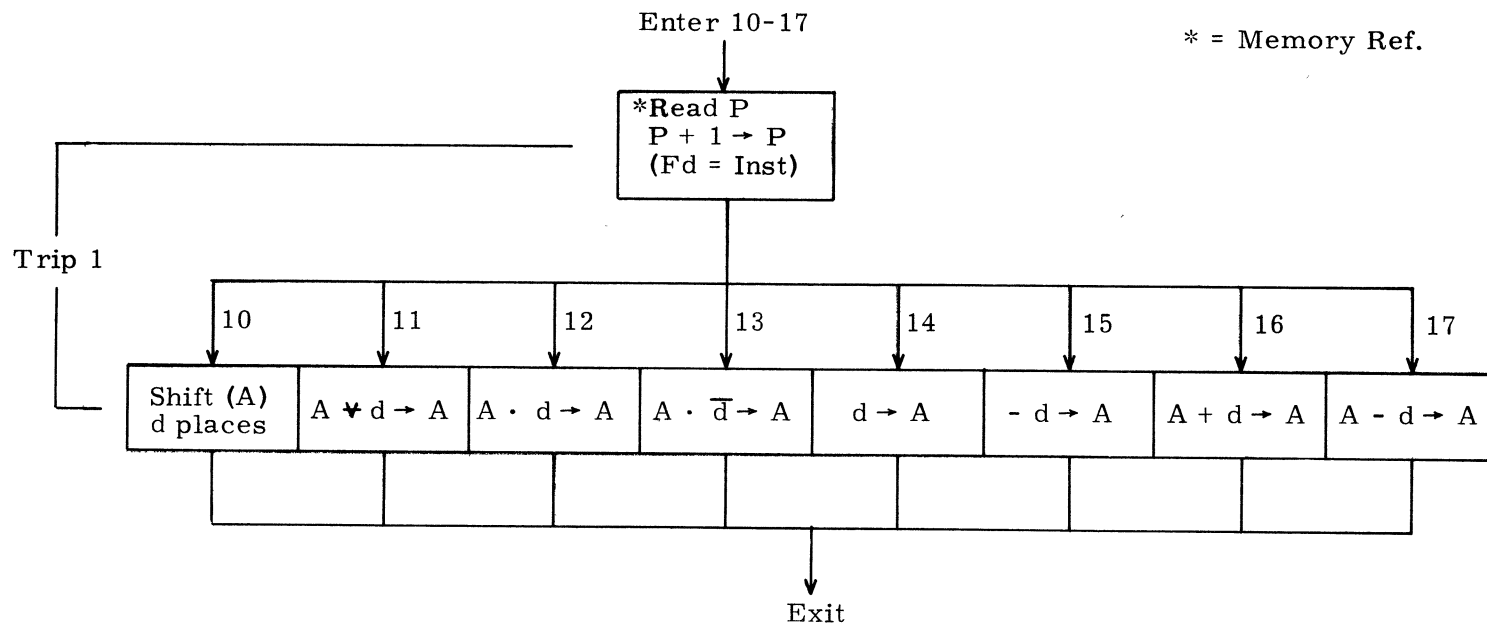 Enter 10-17
* = Memory Ref.
*Read P
P + 1 → P
(Fd = Inst)
Trip 1
10 11 12 13 14 15 16 17
Shift (A)
d places
A ⩝ d → A
A · d → A
A · d̅ → A
d → A
- d → A
A + d → A
A - d → A
Exit